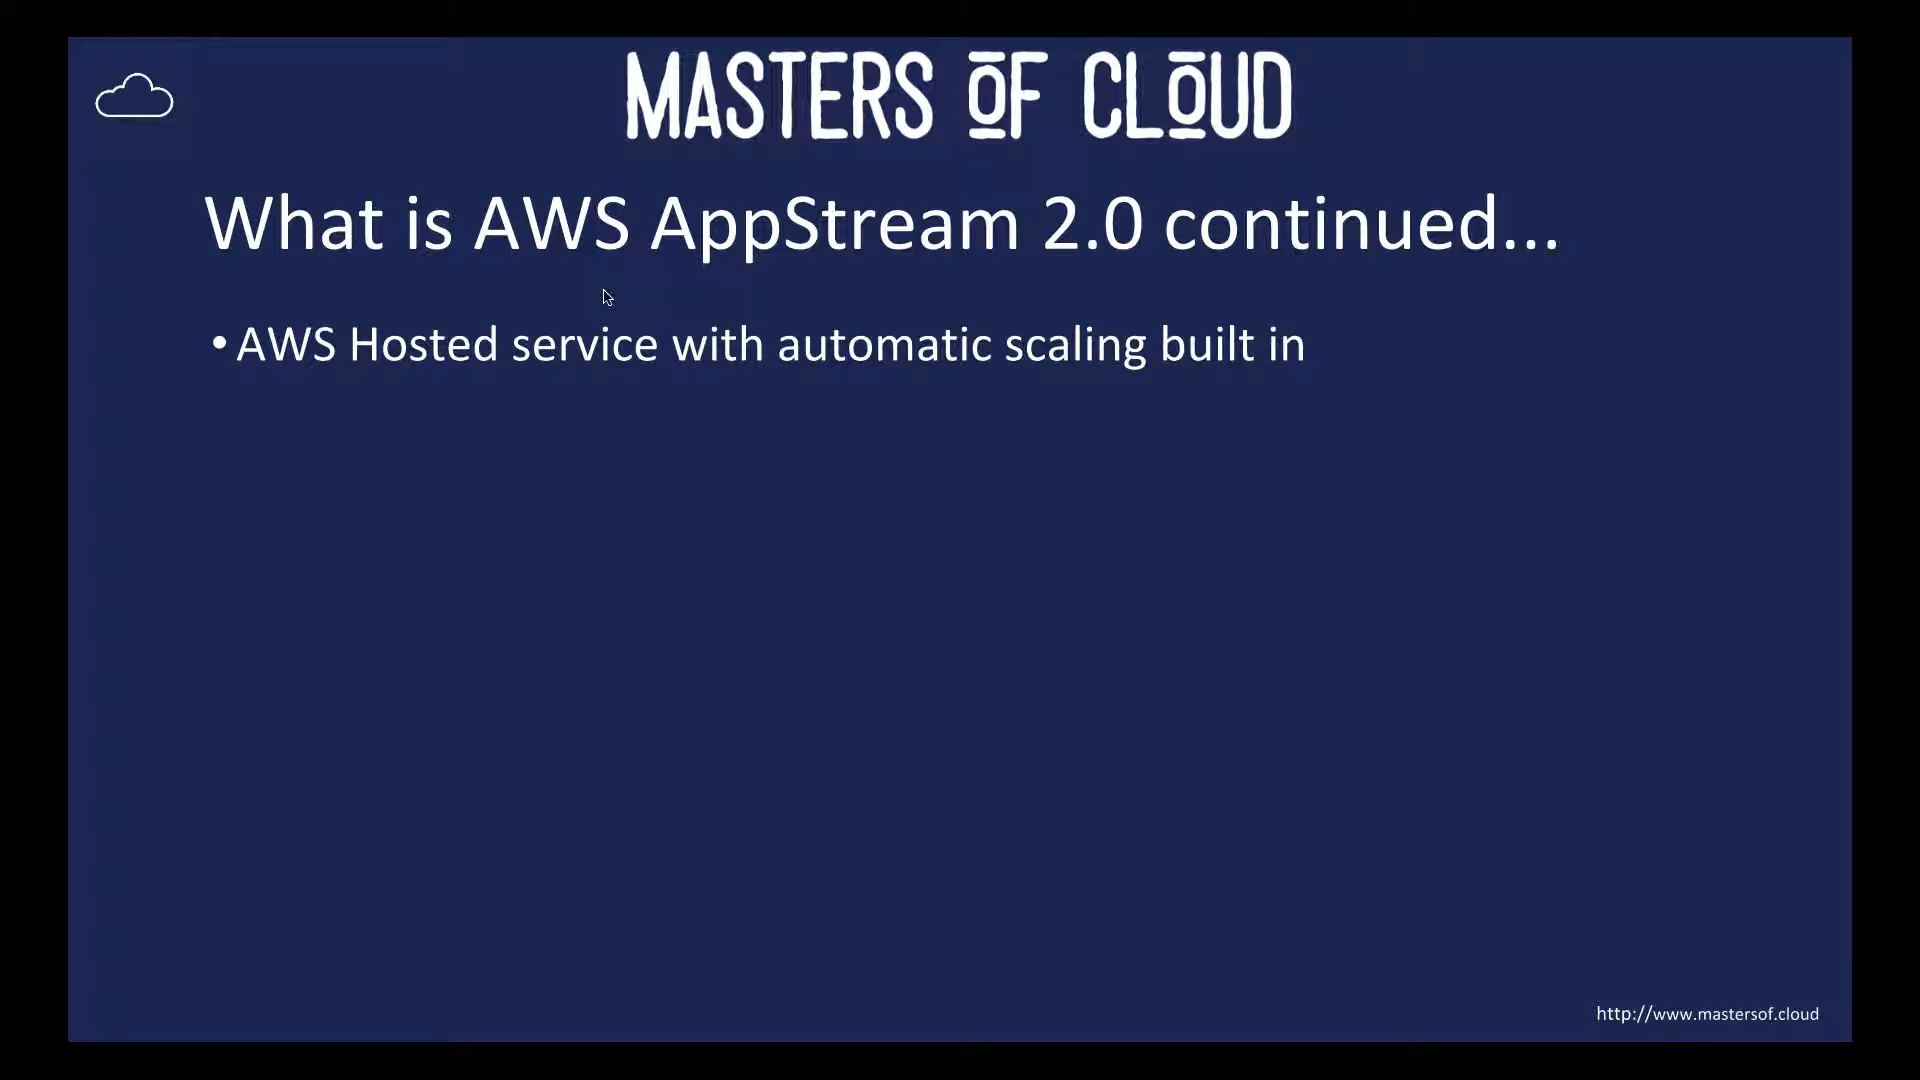 MASTERS OF CLOUD
What is AWS AppStream 2.0 continued...
• AWS Hosted service with automatic scaling built in
http://www.mastersof.cloud